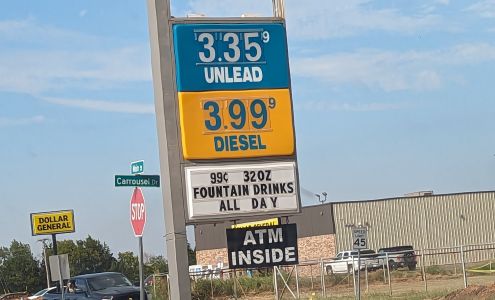 3.35 9
UNLEAD
3.99 9
DIESEL
99¢ 32OZ
FOUNTAIN DRINKS
ALL DAY
ATM
INSIDE
Carrousel Dr
STOP
DOLLAR
GENERAL
SPEED
LIMIT
45